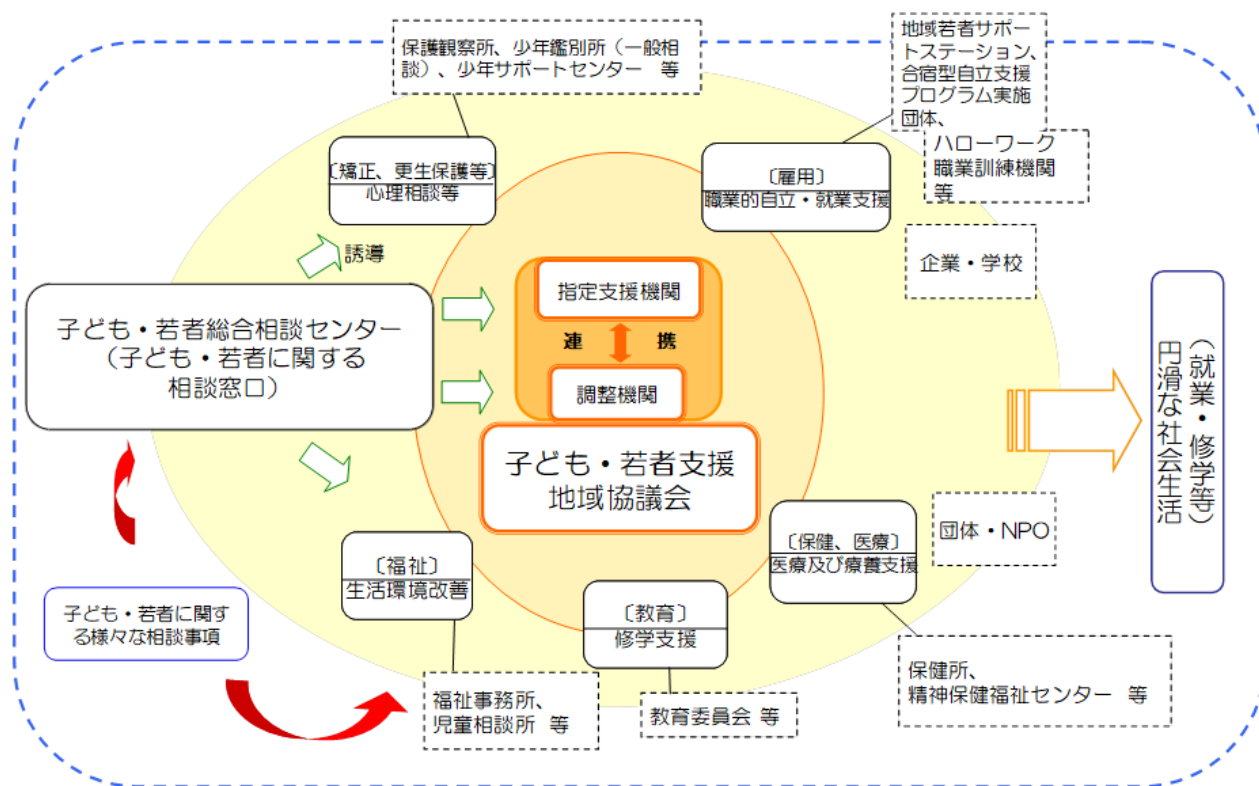 保護観察所、少年鑑別所（一般相
談）、少年サポートセンター 等
地域若者サポー
トステーション、
合宿型自立支援
プログラム実施
団体、
ハローワーク
職業訓練機関
等
〔矯正、更生保護等〕
心理相談等
〔雇用〕
職業的自立・就業支援
企業・学校
誘導
子ども・若者総合相談センター
（子ども・若者に関する
相談窓口）
指定支援機関
連 携
調整機関
子ども・若者支援
地域協議会
円滑な社会生活
（就業・修学等）
団体・NPO
〔保健、医療〕
医療及び療養支援
〔福祉〕
生活環境改善
〔教育〕
修学支援
子ども・若者に関す
る様々な相談事項
福祉事務所、
児童相談所 等
教育委員会 等
保健所、
精神保健福祉センター 等